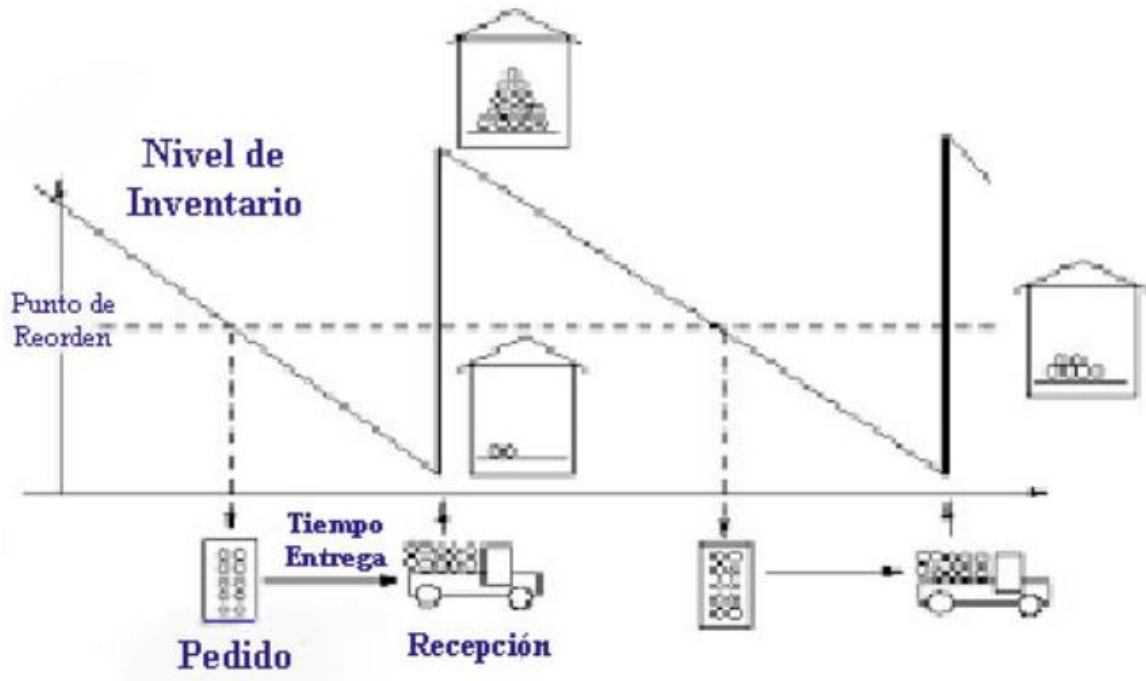 Nivel de
Inventario
Punto de
Reorden
Tiempo
Entrega
Pedido
Recepción